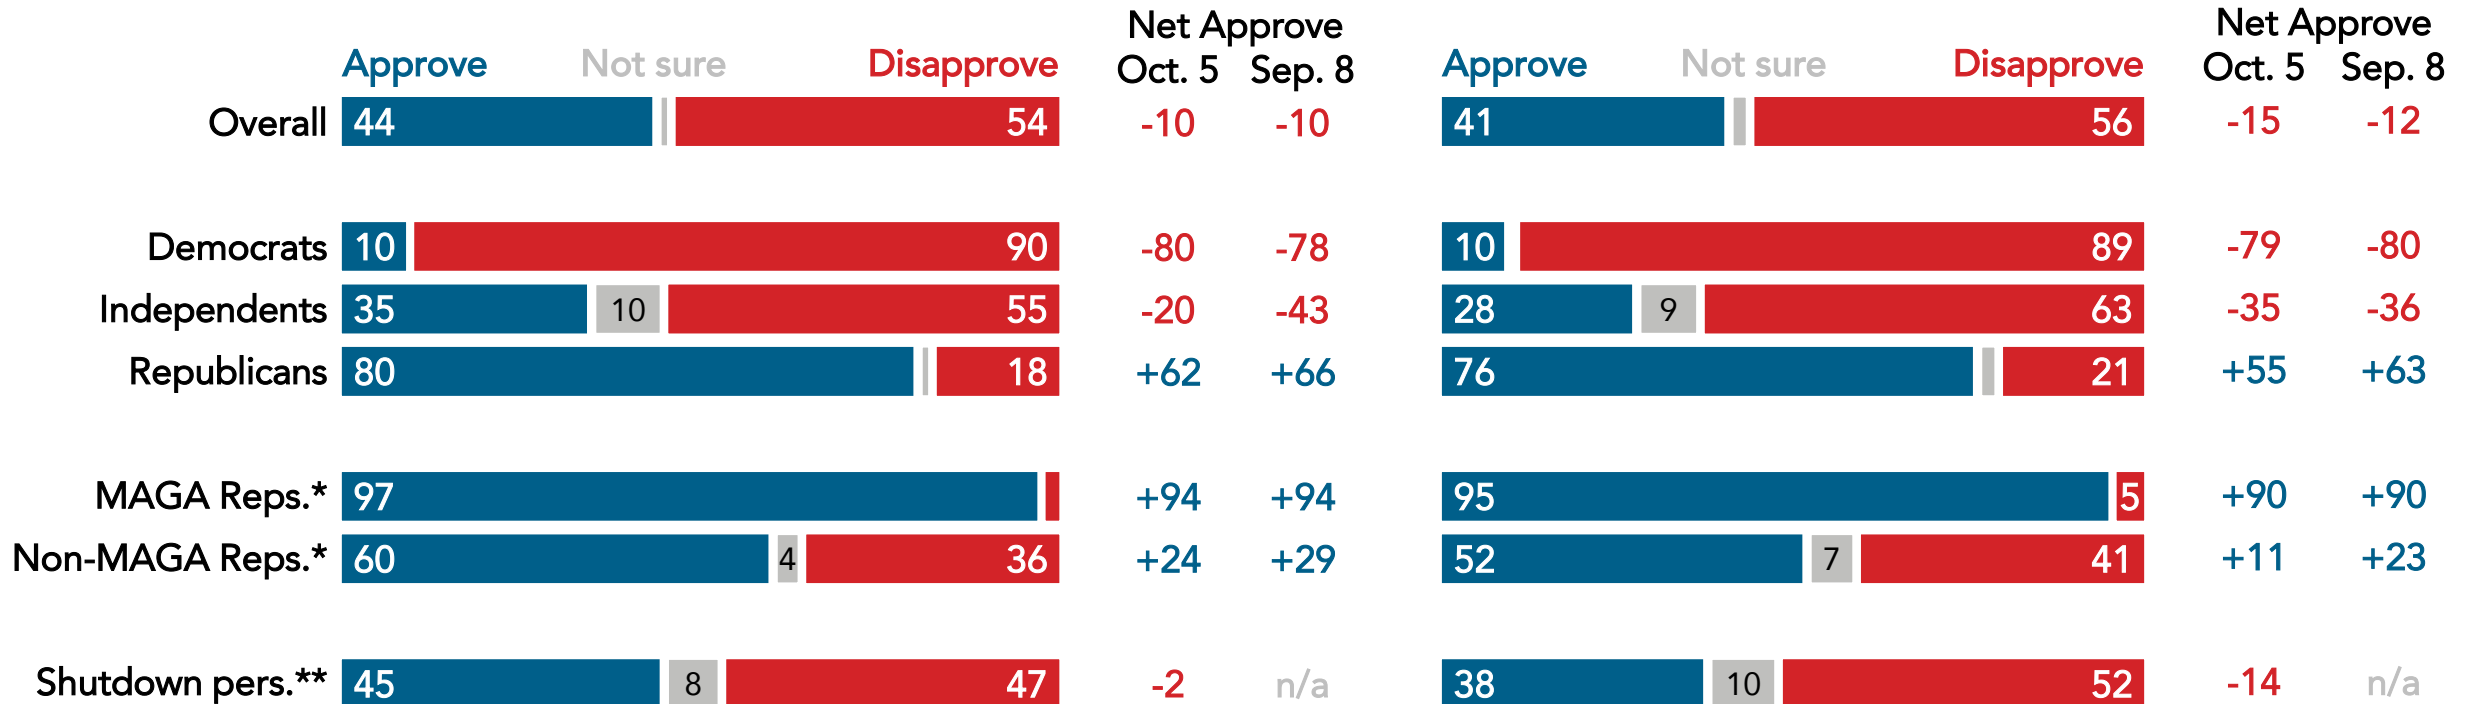 Net Approve Net Approve
Approve Not sure Disapprove Oct. 5 Sep. 8 Approve Not sure Disapprove Oct. 5 Sep. 8
Overall 44 54 -10 -10 41 56 -15 -12
Democrats 10 90 -80 -78 10 89 -79 -80
Independents 35 10 55 -20 -43 28 9 63 -35 -36
Republicans 80 18 +62 +66 76 21 +55 +63
MAGA Reps.* 97 +94 +94 95 5 +90 +90
Non-MAGA Reps.* 60 4 36 +24 +29 52 7 41 +11 +23
Shutdown pers.** 45 8 47 -2 n/a 38 10 52 -14 n/a